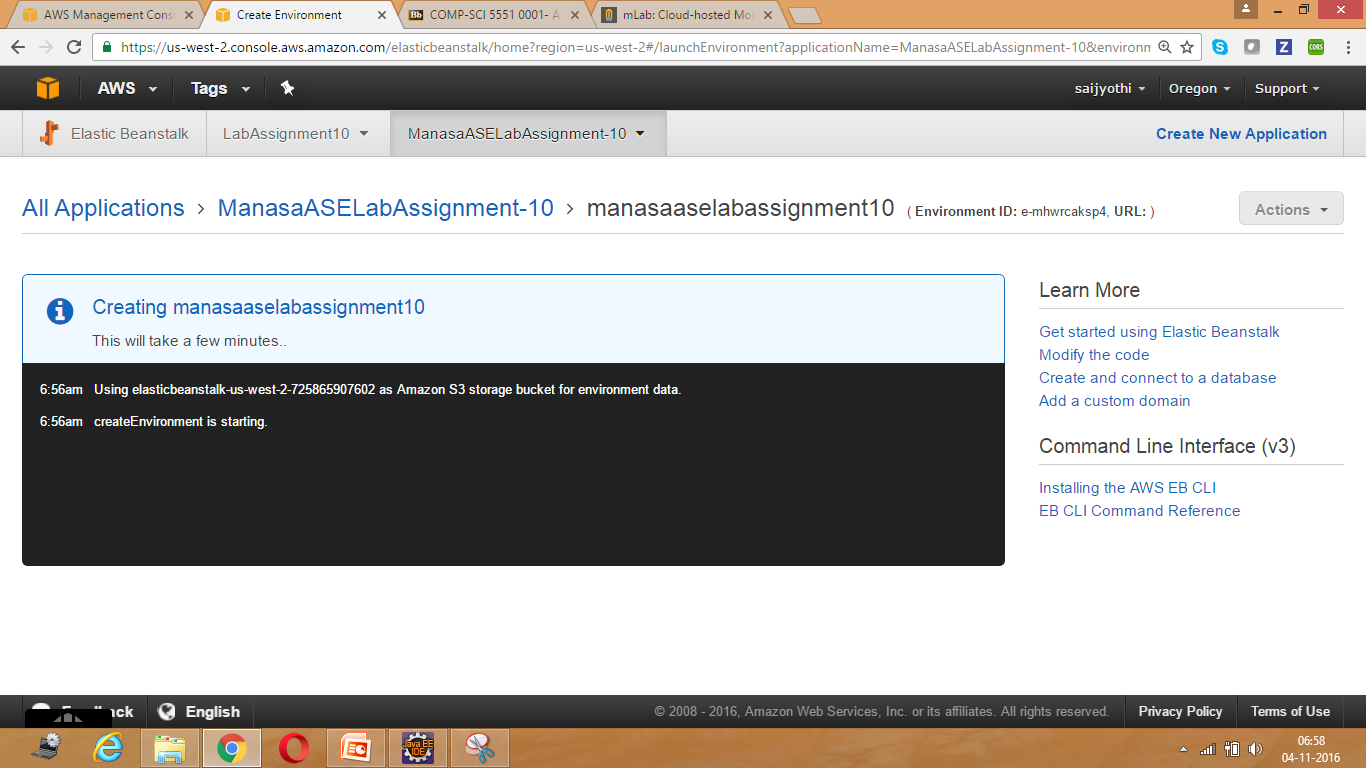 AWS Management Cons
Create Environment
Bb COMP-SCI 5551 0001- A
mLab: Cloud-hosted Mo
https://us-west-2.console.aws.amazon.com/elasticbeanstalk/home?region=us-west-2#/launchEnvironment?applicationName=ManasaASELabAssignment-10&environm
AWS Tags saijyothi Oregon Support
Elastic Beanstalk LabAssignment10 ManasaASELabAssignment-10 Create New Application
All Applications > ManasaASELabAssignment-10 > manasaaselabassignment10 ( Environment ID: e-mhwrcaksp4, URL: )
Actions
Creating manasaaselabassignment10
This will take a few minutes..
6:56am Using elasticbeanstalk-us-west-2-725865907602 as Amazon S3 storage bucket for environment data.
6:56am createEnvironment is starting.
Learn More
Get started using Elastic Beanstalk
Modify the code
Create and connect to a database
Add a custom domain
Command Line Interface (v3)
Installing the AWS EB CLI
EB CLI Command Reference
English
© 2008 - 2016, Amazon Web Services, Inc. or its affiliates. All rights reserved. Privacy Policy Terms of Use
Java EE
IDE
06:58
04-11-2016